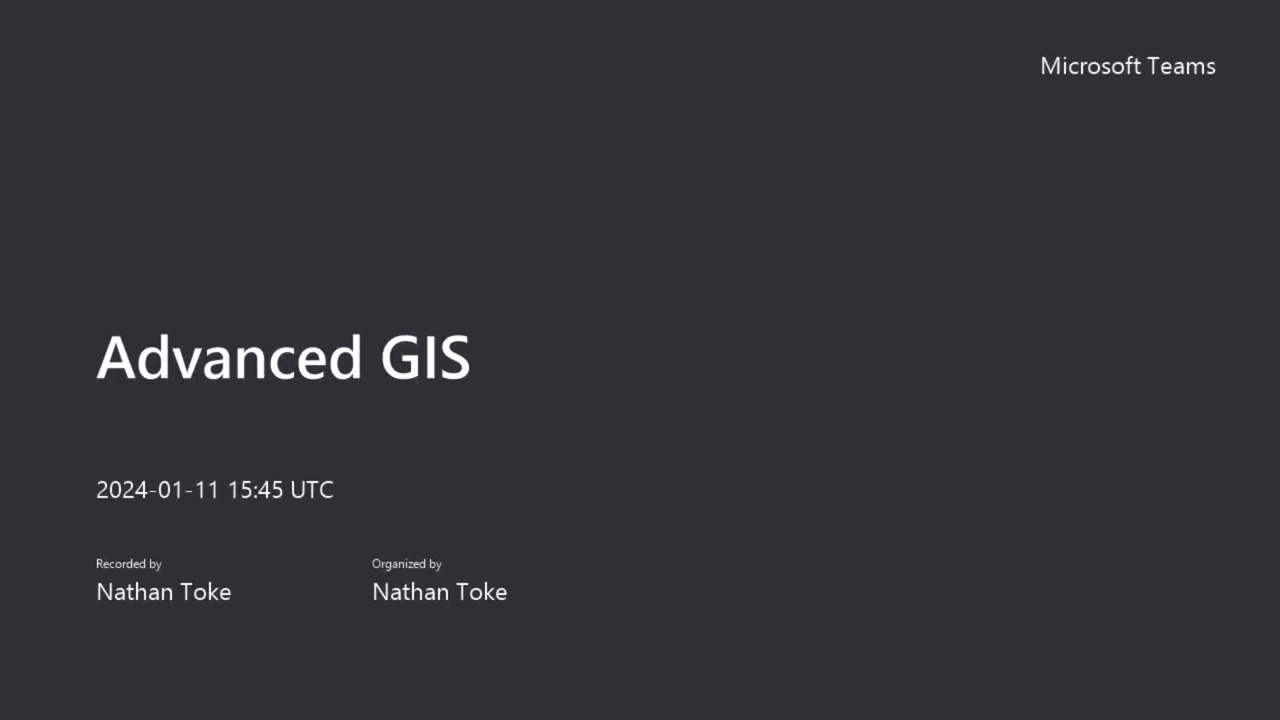 Microsoft Teams
Advanced GIS
2024-01-11 15:45 UTC
Recorded by
Nathan Toke
Organized by
Nathan Toke